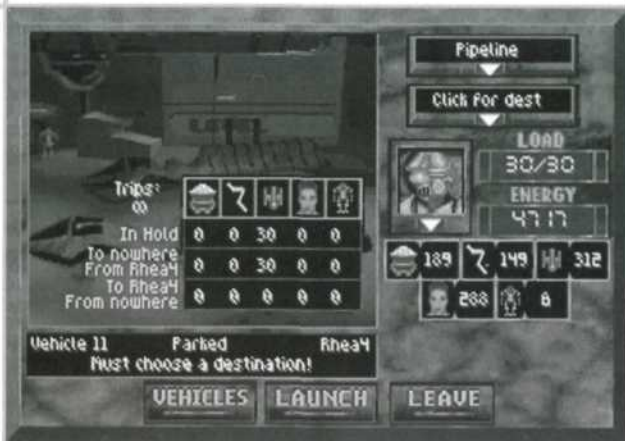 Pipeline
Click for dest
LOAD
30/30
ENERGY
4717
Trips:
∞
In Hold 0 0 30 0 0
To nowhere
From Rhea4 0 0 30 0 0
To Rhea4
From nowhere 0 0 0 0 0
189 149 312
288 8
Vehicle 11 Parked Rhea4
Must choose a destination!
VEHICLES LAUNCH LEAVE